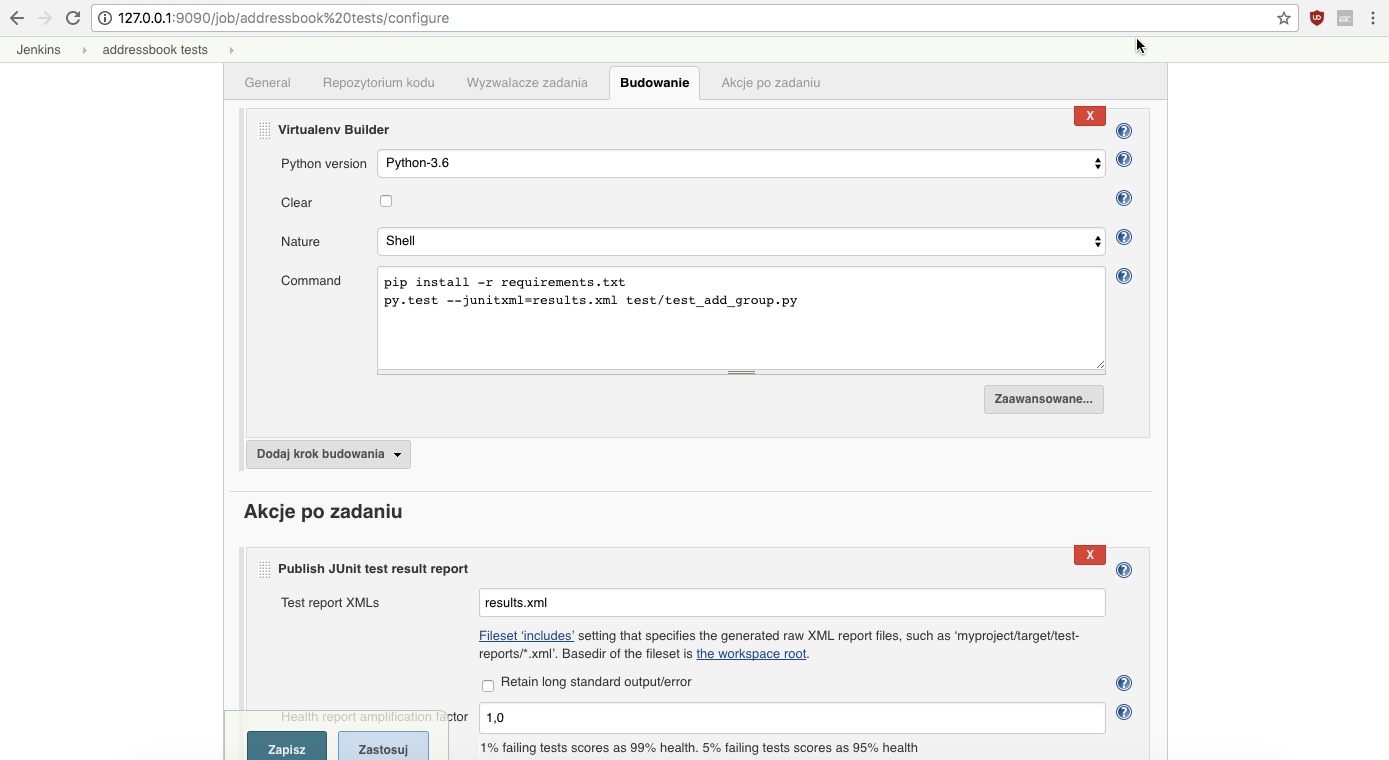 127.0.0.1:9090/job/addressbook%20tests/configure
Jenkins addressbook tests
General Repozytorium kodu Wyzwalacze zadania Budowanie Akcje po zadaniu
X
Virtualenv Builder
Python version Python-3.6
Clear
Nature Shell
Command pip install -r requirements.txt
py.test --junitxml=results.xml test/test_add_group.py
Zaawansowane...
Dodaj krok budowania
Akcje po zadaniu
X
Publish JUnit test result report
Test report XMLs results.xml
Fileset ‘includes’ setting that specifies the generated raw XML report files, such as ‘myproject/target/test-
reports/*.xml’. Basedir of the fileset is the workspace root.
Retain long standard output/error
Health report amplification factor 1,0
1% failing tests scores as 99% health. 5% failing tests scores as 95% health
Zapisz Zastosuj